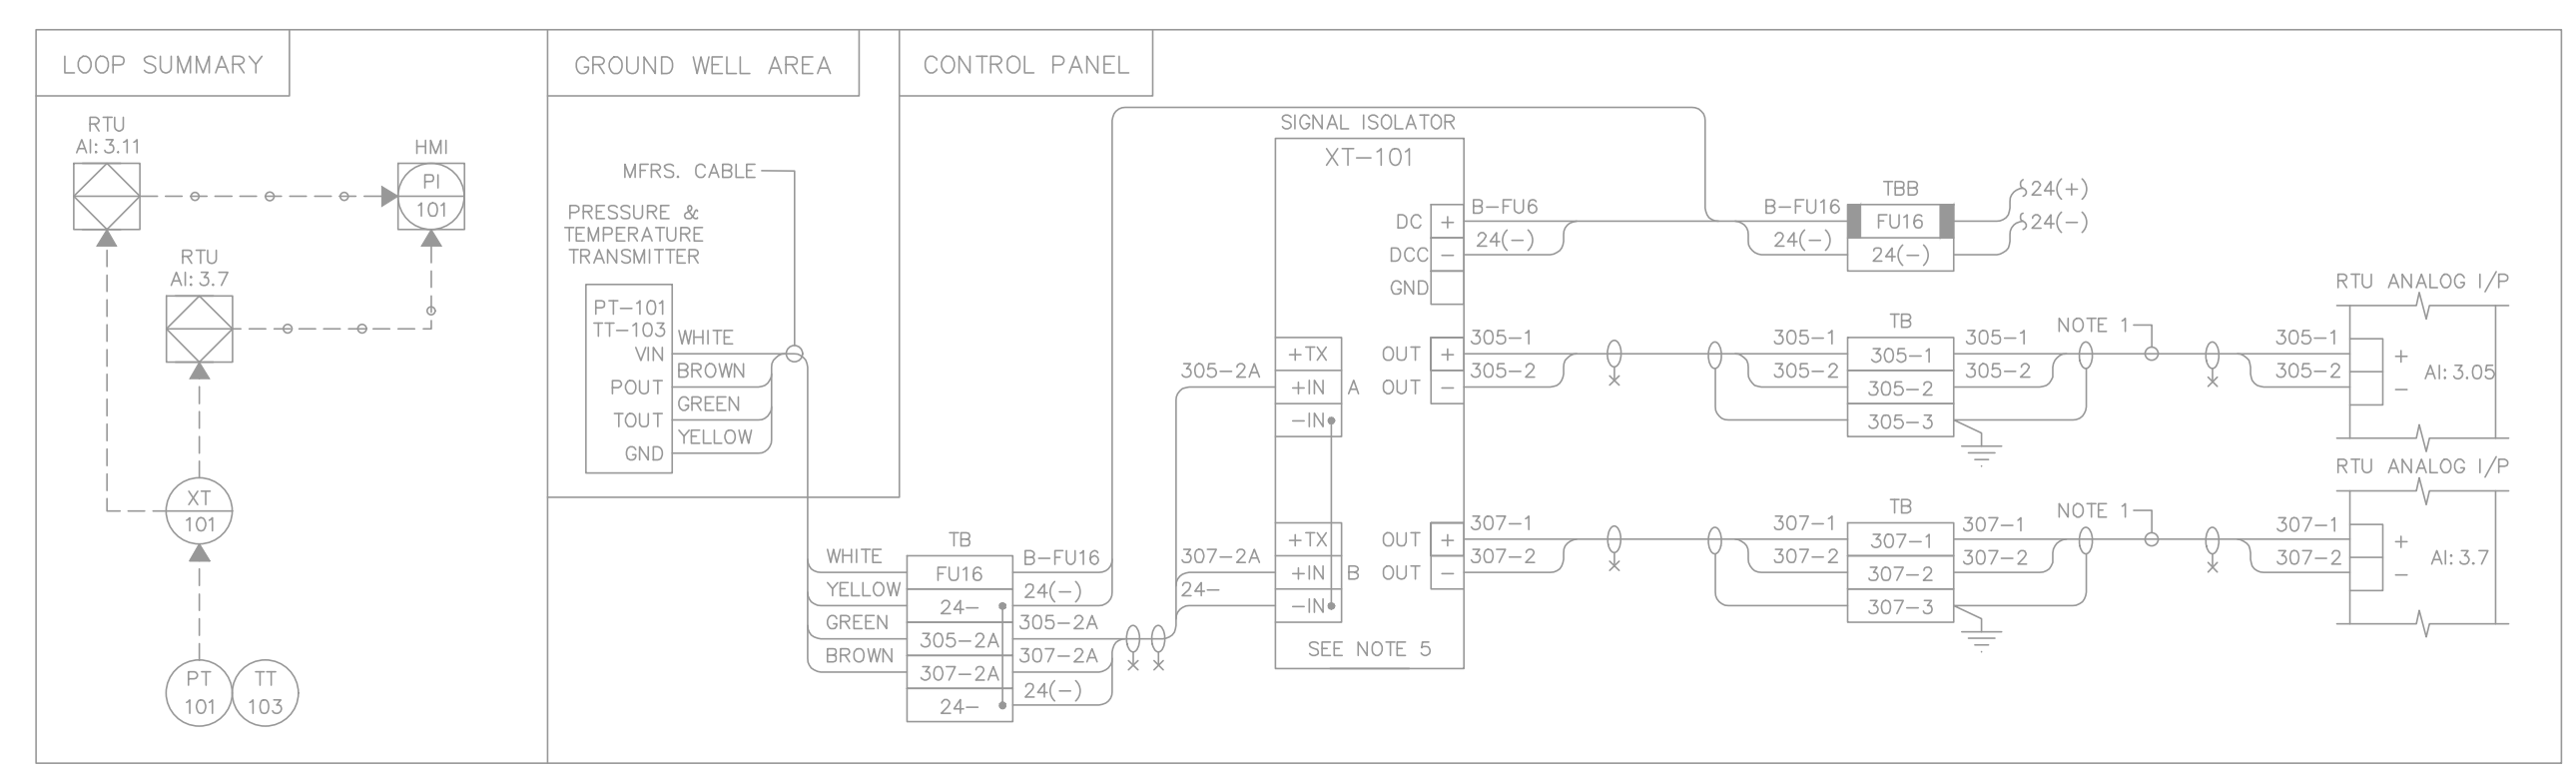 LOOP SUMMARY
RTU
AI: 3.11
HMI
PI
101
RTU
AI: 3.7
XT
101
PT
101
TT
103
GROUND WELL AREA
MFRS. CABLE
PRESSURE &
TEMPERATURE
TRANSMITTER
PT-101
TT-103
VIN
POUT
TOUT
GND
WHITE
BROWN
GREEN
YELLOW
CONTROL PANEL
WHITE
YELLOW
GREEN
BROWN
TB
FU16
24-
305-2A
307-2A
24-
B-FU16
24(-)
305-2A
307-2A
24(-)
305-2A
307-2A
24-
SIGNAL ISOLATOR
XT-101
DC +
DCC -
GND
+TX
+IN A
-IN
OUT +
OUT -
+TX
+IN B
-IN
OUT +
OUT -
SEE NOTE 5
B-FU6
24(-)
B-FU16
24(-)
TBB
FU16
24(-)
24(+)
24(-)
305-1
305-2
305-1
305-2
TB
305-1
305-2
305-3
305-1
305-2
NOTE 1
305-1
305-2
RTU ANALOG I/P
+
-
AI: 3.05
307-1
307-2
307-1
307-2
TB
307-1
307-2
307-3
307-1
307-2
NOTE 1
307-1
307-2
RTU ANALOG I/P
+
-
AI: 3.7